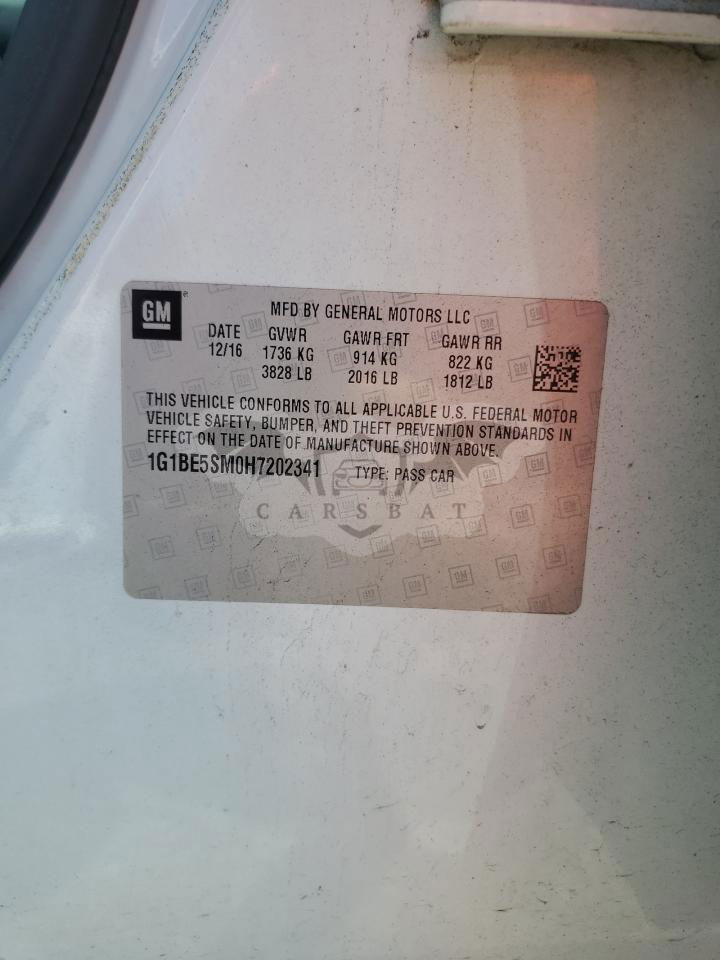 GM
MFD BY GENERAL MOTORS LLC
DATE GVWR GAWR FRT GAWR RR
12/16 1736 KG 914 KG 822 KG
3828 LB 2016 LB 1812 LB
THIS VEHICLE CONFORMS TO ALL APPLICABLE U.S. FEDERAL MOTOR
VEHICLE SAFETY, BUMPER, AND THEFT PREVENTION STANDARDS IN
EFFECT ON THE DATE OF MANUFACTURE SHOWN ABOVE.
1G1BE5SM0H7202341 TYPE: PASS CAR
CARSBAT